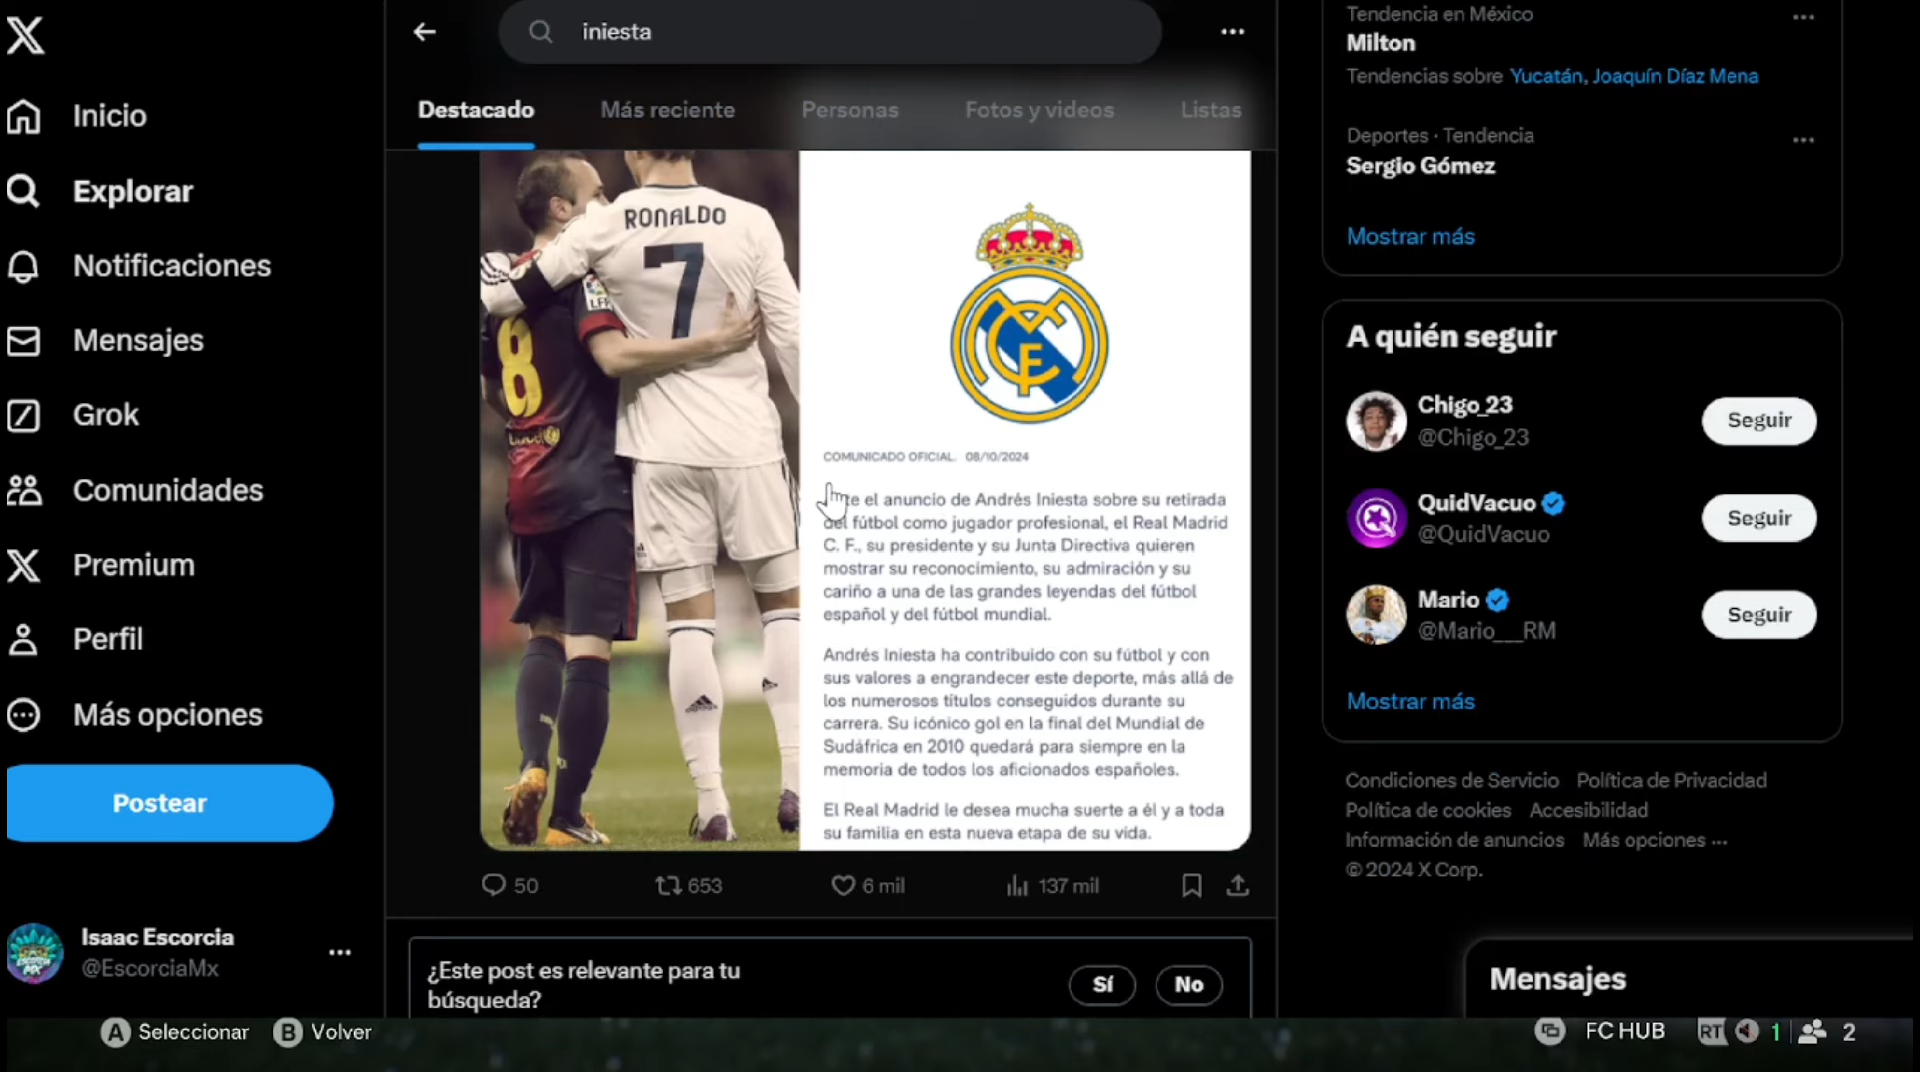 Inicio
Explorar
Notificaciones
Mensajes
Grok
Comunidades
Premium
Perfil
Más opciones
Postear
Isaac Escorcia
@EscorciaMx
iniesta
Destacado
Más reciente
Personas
Fotos y videos
Listas
RONALDO
7
8
COMUNICADO OFICIAL. 08/10/2024
te el anuncio de Andrés Iniesta sobre su retirada
del fútbol como jugador profesional, el Real Madrid
C. F., su presidente y su Junta Directiva quieren
mostrar su reconocimiento, su admiración y su
cariño a una de las grandes leyendas del fútbol
español y del fútbol mundial.
Andrés Iniesta ha contribuido con su fútbol y con
sus valores a engrandecer este deporte, más allá de
los numerosos títulos conseguidos durante su
carrera. Su icónico gol en la final del Mundial de
Sudáfrica en 2010 quedará para siempre en la
memoria de todos los aficionados españoles.
El Real Madrid le desea mucha suerte a él y a toda
su familia en esta nueva etapa de su vida.
50
653
6 mil
137 mil
¿Este post es relevante para tu
búsqueda?
Sí
No
Tendencia en México
Milton
Tendencias sobre Yucatán, Joaquín Díaz Mena
Deportes · Tendencia
Sergio Gómez
Mostrar más
A quién seguir
Chigo_23
@Chigo_23
Seguir
QuidVacuo
@QuidVacuo
Seguir
Mario
@Mario___RM
Seguir
Mostrar más
Condiciones de Servicio Política de Privacidad
Política de cookies Accesibilidad
Información de anuncios Más opciones ···
© 2024 X Corp.
Mensajes
A Seleccionar B Volver
FC HUB RT 1 2